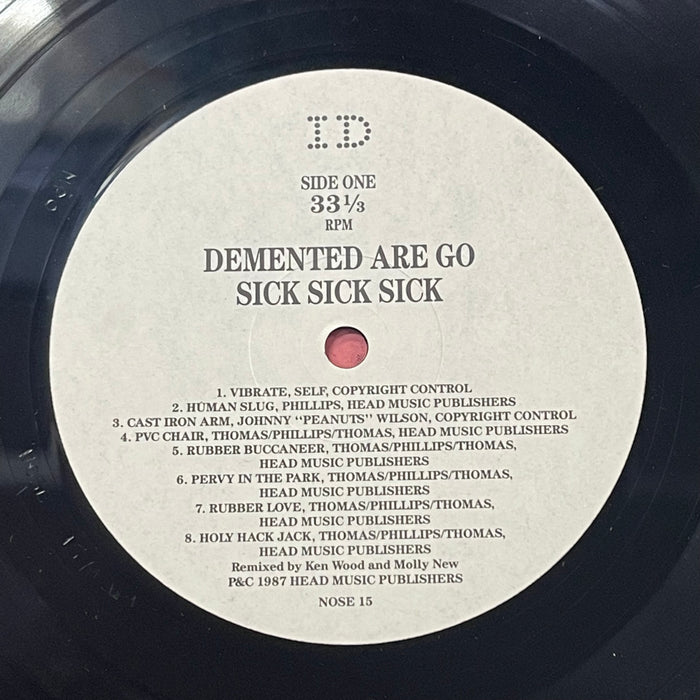 ID
SIDE ONE
33 1/3
RPM
DEMENTED ARE GO
SICK SICK SICK
1. VIBRATE, SELF, COPYRIGHT CONTROL
2. HUMAN SLUG, PHILLIPS, HEAD MUSIC PUBLISHERS
3. CAST IRON ARM, JOHNNY "PEANUTS" WILSON, COPYRIGHT CONTROL
4. PVC CHAIR, THOMAS/PHILLIPS/THOMAS, HEAD MUSIC PUBLISHERS
5. RUBBER BUCCANEER, THOMAS/PHILLIPS/THOMAS,
HEAD MUSIC PUBLISHERS
6. PERVY IN THE PARK, THOMAS/PHILLIPS/THOMAS,
HEAD MUSIC PUBLISHERS
7. RUBBER LOVE, THOMAS/PHILLIPS/THOMAS,
HEAD MUSIC PUBLISHERS
8. HOLY HACK JACK, THOMAS/PHILLIPS/THOMAS,
HEAD MUSIC PUBLISHERS
Remixed by Ken Wood and Molly New
P&C 1987 HEAD MUSIC PUBLISHERS
NOSE 15